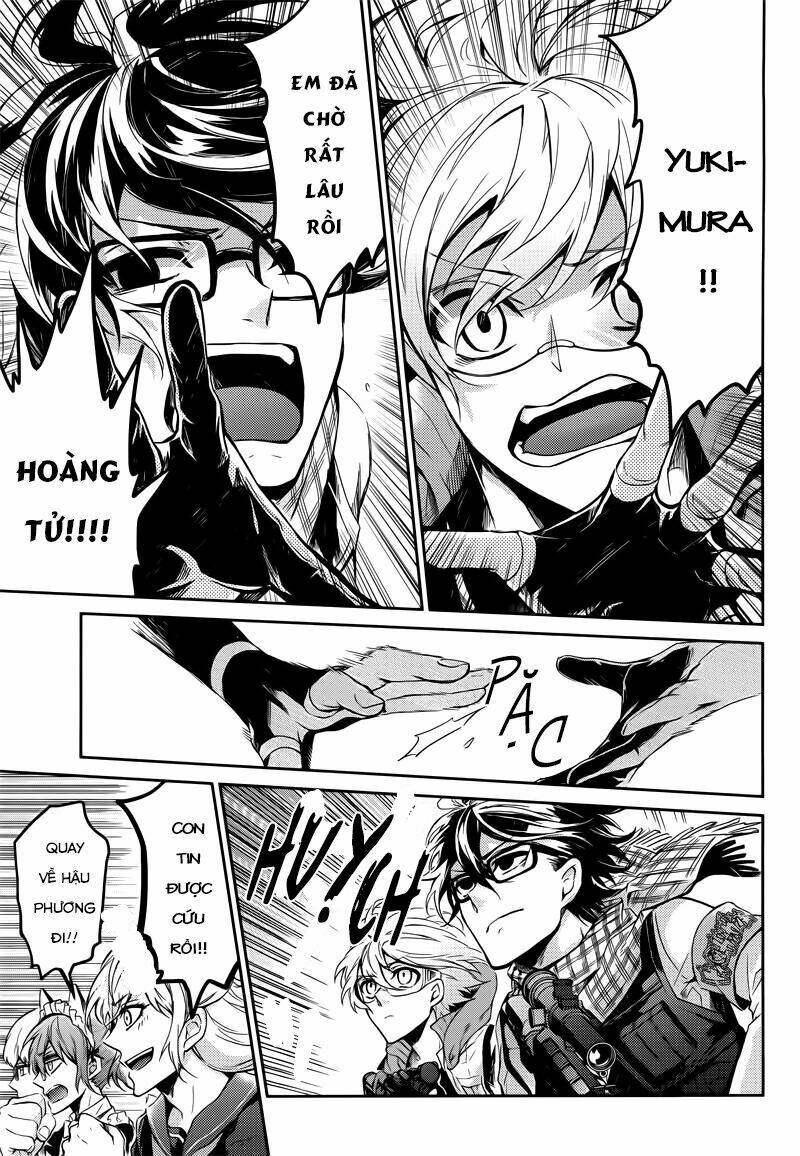 YUKI-
MURA
!!
EM ĐÃ
CHỜ
RẤT
LÂU
RỒI
HOÀNG
TỬ!!!!
PẶC
HUỴCH
CON
TIN
ĐƯỢC
CỨU
RỒI!!
QUAY
VỀ HẬU
PHƯƠNG
ĐI!!